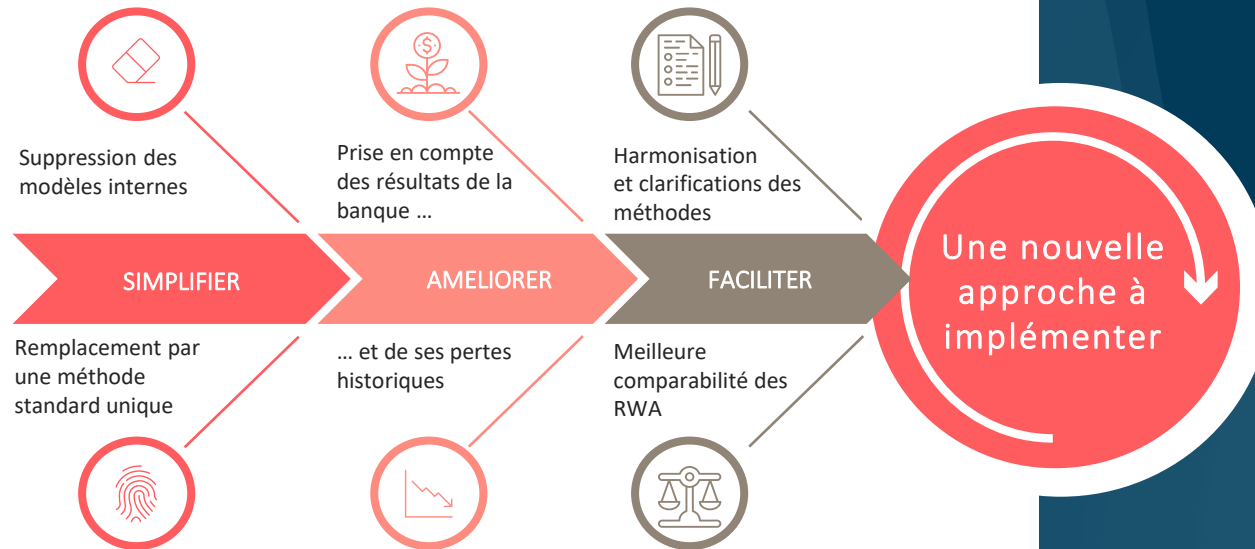 Suppression des
modèles internes
Prise en compte
des résultats de la
banque ...
Harmonisation
et clarifications des
méthodes
SIMPLIFIER
AMELIORER
FACILITER
Une nouvelle
approche à
implémenter
Remplacement par
une méthode
standard unique
... et de ses pertes
historiques
Meilleure
comparabilité des
RWA